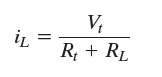 i_L = V_t / (R_t + R_L)